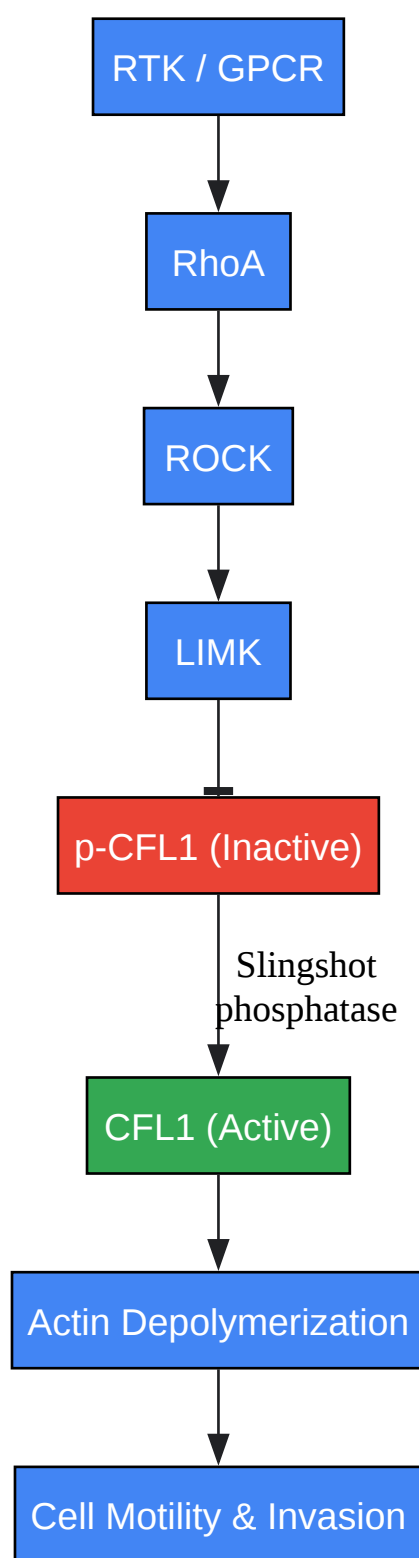 RTK / GPCR
RhoA
ROCK
LIMK
p-CFL1 (Inactive)
Slingshot
phosphatase
CFL1 (Active)
Actin Depolymerization
Cell Motility & Invasion